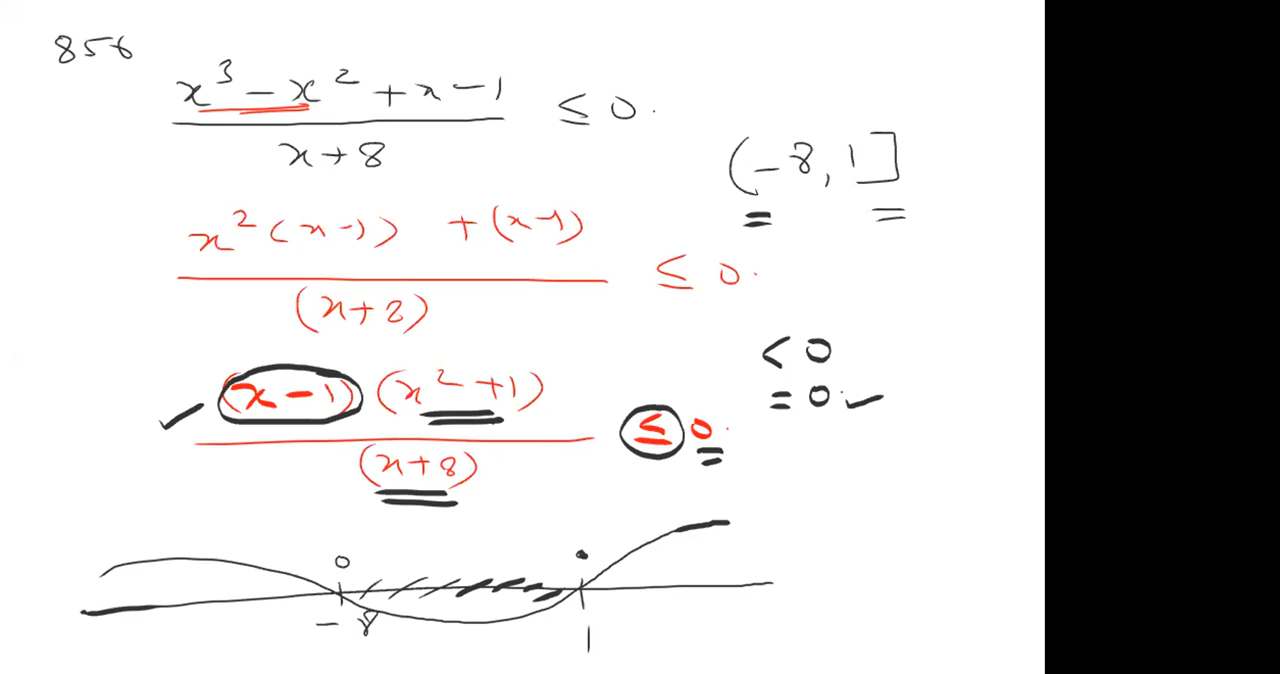 856
x³ - x² + x - 1
x + 8
≤ 0.
(-8, 1]
x² (x-1) + (x-1)
(x+8)
≤ 0.
< 0
= 0. ✓
✓ (x-1) (x²+1)
(x+8)
≤ 0.
-8
1